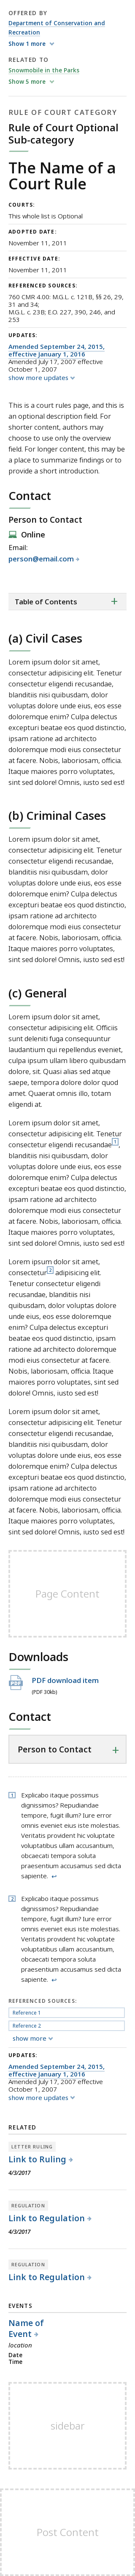 OFFERED BY
Department of Conservation and
Recreation
Show 1 more
RELATED TO
Snowmobile in the Parks
Show 5 more
RULE OF COURT CATEGORY
Rule of Court Optional
Sub-category
The Name of a
Court Rule
COURTS:
This whole list is Optional
ADOPTED DATE:
November 11, 2011
EFFECTIVE DATE:
November 11, 2011
REFERENCED SOURCES:
760 CMR 4.00: M.G.L. c. 121B, §§ 26, 29,
31 and 34;
M.G.L. c. 23B; E.O. 227, 390, 246, and
253
UPDATES:
Amended September 24, 2015,
effective January 1, 2016
Amended July 17, 2007 effective
October 1, 2007
show more updates
This is a court rules page, and this is
an optional description field. For
shorter content, authors may
choose to use only the overview
field. For longer content, this may be
a place to summarize findings or to
provide a short introduction.
Contact
Person to Contact
Online
Email:
person@email.com
Table of Contents +
(a) Civil Cases
Lorem ipsum dolor sit amet,
consectetur adipisicing elit. Tenetur
consectetur eligendi recusandae,
blanditiis nisi quibusdam, dolor
voluptas unde dolore eos, eos esse
doloremque enim? Culpa delectus
excepturi beatae eos quod distinctio,
ipsam natus architecto
doloremque modi eius consectetur
at facere. Nobis, laboriosam, officia.
Itaque maiores porro voluptates,
sint dolore! Omnis, iusto sed est!
(b) Criminal Cases
Lorem ipsum dolor sit amet,
consectetur adipisicing elit. Tenetur
consectetur eligendi recusandae,
blanditiis nisi quibusdam, dolor
voluptas unde dolore eius, eos esse
doloremque enim? Culpa delectus
excepturi beatae eos quod distinctio,
ipsam natus architecto
doloremque modi eius consectetur
at facere. Nobis, laboriosam, officia.
Itaque maiores porro voluptates,
sint dolore! Omnis, iusto sed est!
(c) General
Lorem ipsum dolor sit amet,
consectetur adipisicing elit. Officiis
enim deleniti fuga consequuntur
laudantium qui repellendus eveniet,
culpa ipsum ullam libero quibusdam
dolore, sit. Quasi alias sed atque
saepe, impedit dolore dolor quod
amet. Quaerat omnis illo, totam
eligendi at.
Lorem ipsum dolor sit amet,
consectetur adipisicing elit. Tenetur
consectetur eligendi recusandae 1,
blanditiis nisi quibusdam, dolor
voluptas unde dolore eius, eos esse
doloremque enim? Culpa delectus
excepturi beatae eos quod distinctio,
ipsam natus architecto
doloremque modi eius consectetur
at facere. Nobis, laboriosam, officia.
Itaque maiores porro voluptates,
sint dolore! Omnis, iusto sed est!
Lorem ipsum dolor sit amet,
consectetur 2 adipisicing elit.
Tenetur consectetur eligendi
recusandae, blanditiis nisi
quibusdam, dolor voluptas unde
dolore eius, eos esse doloremque
enim? Culpa delectus excepturi
beatae eos quod distinctio, ipsam
natus architecto doloremque
modi eius consectetur at facere.
Nobis, laboriosam, officia. Itaque
maiores porro voluptates, sint
dolore! Omnis, iusto sed est!
Lorem ipsum dolor sit amet,
consectetur adipisicing elit. Tenetur
consectetur eligendi recusandae,
blanditiis nisi quibusdam, dolor
voluptas unde dolore eius, eos esse
doloremque enim? Culpa delectus
excepturi beatae eos quod distinctio,
ipsam natus architecto
doloremque modi eius consectetur
at facere. Nobis, laboriosam, officia.
Itaque maiores porro voluptates,
sint dolore! Omnis, iusto sed est!
Page Content
Downloads
PDF download item
(PDF 30kb)
Contact
Person to Contact +
1 Explicabo itaque possimus
dignissimos? Repudiandae
tempore, fugit illum? Iure error
omnis eveniet eius iste molestias.
Veritatis provident hic voluptate
voluptatibus ullam accusantium,
obcaecati tempora soluta
praesentium accusamus sed dicta
sapiente. ↩
2 Explicabo itaque possimus
dignissimos? Repudiandae
tempore, fugit illum? Iure error
omnis eveniet eius iste molestias.
Veritatis provident hic voluptate
voluptatibus ullam accusantium,
obcaecati tempora soluta
praesentium accusamus sed dicta
sapiente. ↩
REFERENCED SOURCES:
Reference 1
Reference 2
show more
UPDATES:
Amended September 24, 2015,
effective January 1, 2016
Amended July 17, 2007 effective
October 1, 2007
show more updates
RELATED
LETTER RULING
Link to Ruling
4/3/2017
REGULATION
Link to Regulation
4/3/2017
REGULATION
Link to Regulation
EVENTS
Name of
Event
location
Date
Time
sidebar
Post Content